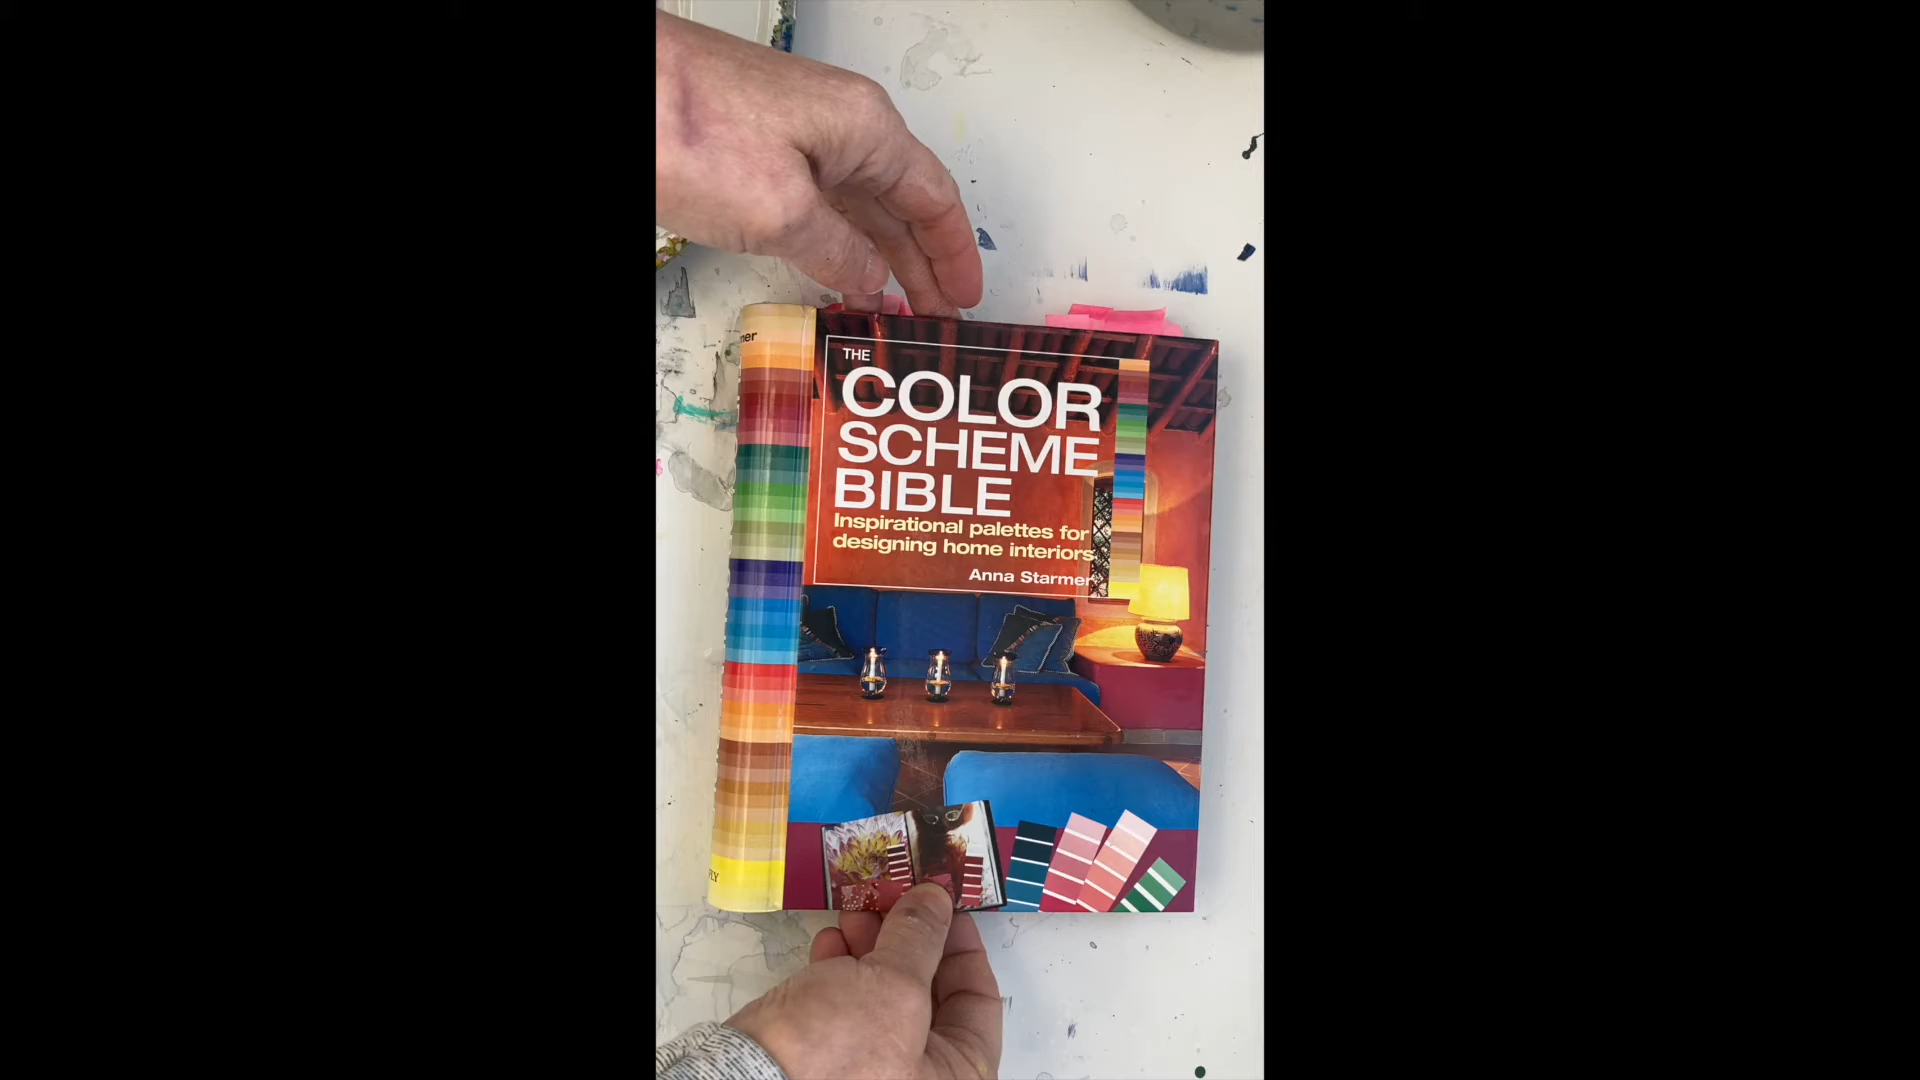 THE
COLOR
SCHEME
BIBLE
Inspirational palettes for
designing home interiors
Anna Starmer